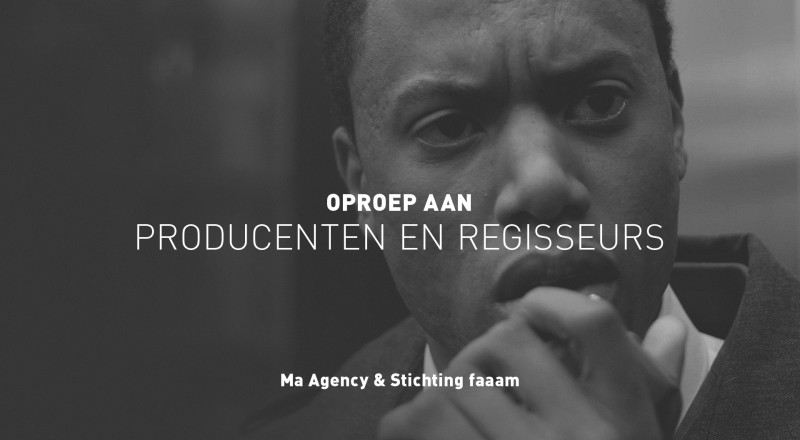 OPROEP AAN
PRODUCENTEN EN REGISSEURS
Ma Agency & Stichting faaam